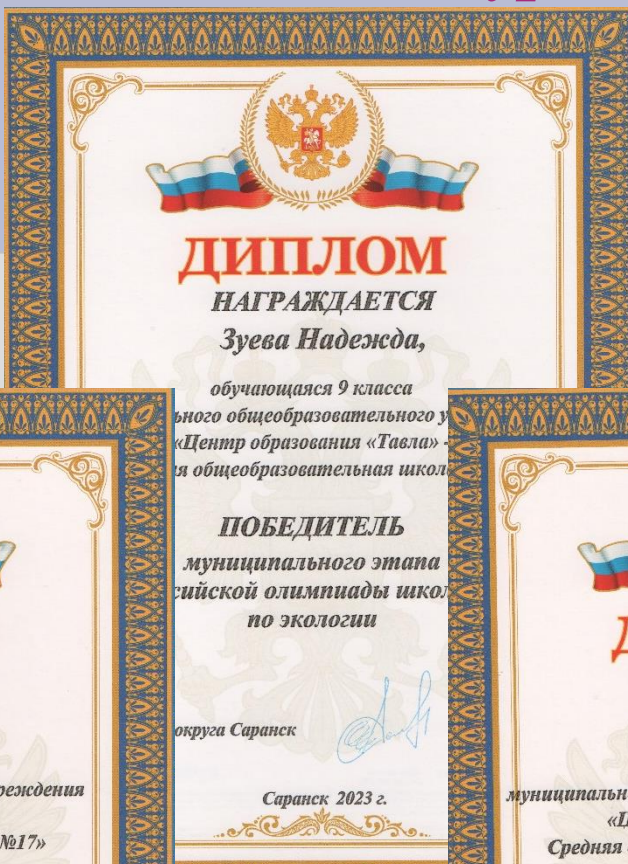 ДИПЛОМ
НАГРАЖДАЕТСЯ
Зуева Надежда,
обучающаяся 9 класса
ьного общеобразовательного у
«Центр образования «Тавла» -
я общеобразовательная школ
ПОБЕДИТЕЛЬ
муниципального этапа
сийской олимпиады школ
по экологии
округа Саранск
Саранск 2023 г.
реждения
№17»
Д
муниципальн
«Ц
Средняя